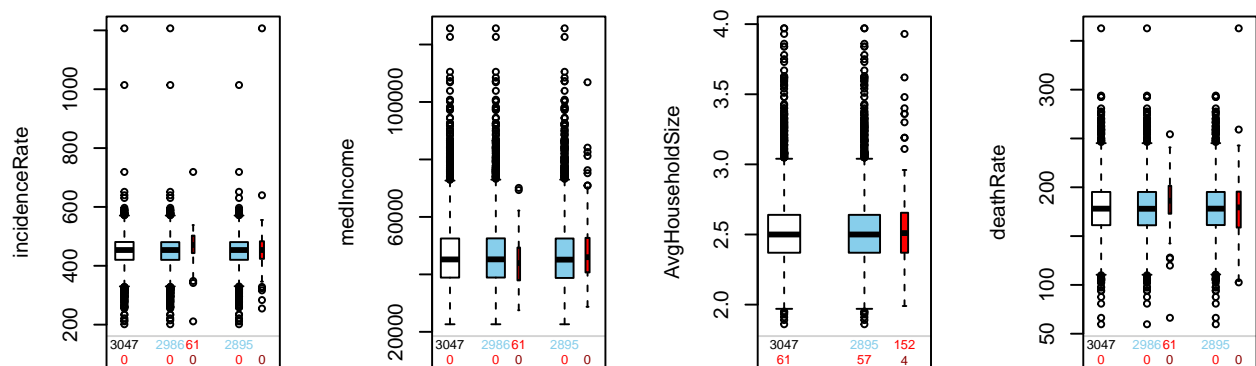 incidenceRate
200 400 600 800 1000
3047 2986 61 2895
0 0 0 0 0
medIncome
20000 60000 100000
3047 2986 61 2895
0 0 0 0 0
AvgHouseholdSize
2.0 2.5 3.0 3.5 4.0
3047 2895 152
61 57 4
deathRate
50 100 200 300
3047 2986 61 2895
0 0 0 0 0